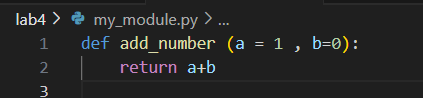 lab4 > my_module.py > ...
1 def add_number (a = 1 , b=0):
2     return a+b
3